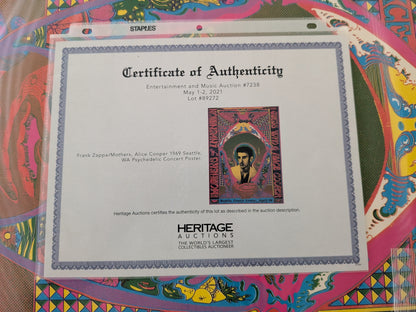 STAPLES
Certificate of Authenticity
Entertainment and Music Auction #7238
May 1-2, 2021
Lot #89272
Frank Zappa/Mothers, Alice Cooper 1969 Seattle,
WA Psychedelic Concert Poster.
Heritage Auctions certifies the authenticity of this lot as described in the auction description.
HERITAGE
AUCTIONS
THE WORLD'S LARGEST
COLLECTIBLES AUCTIONEER